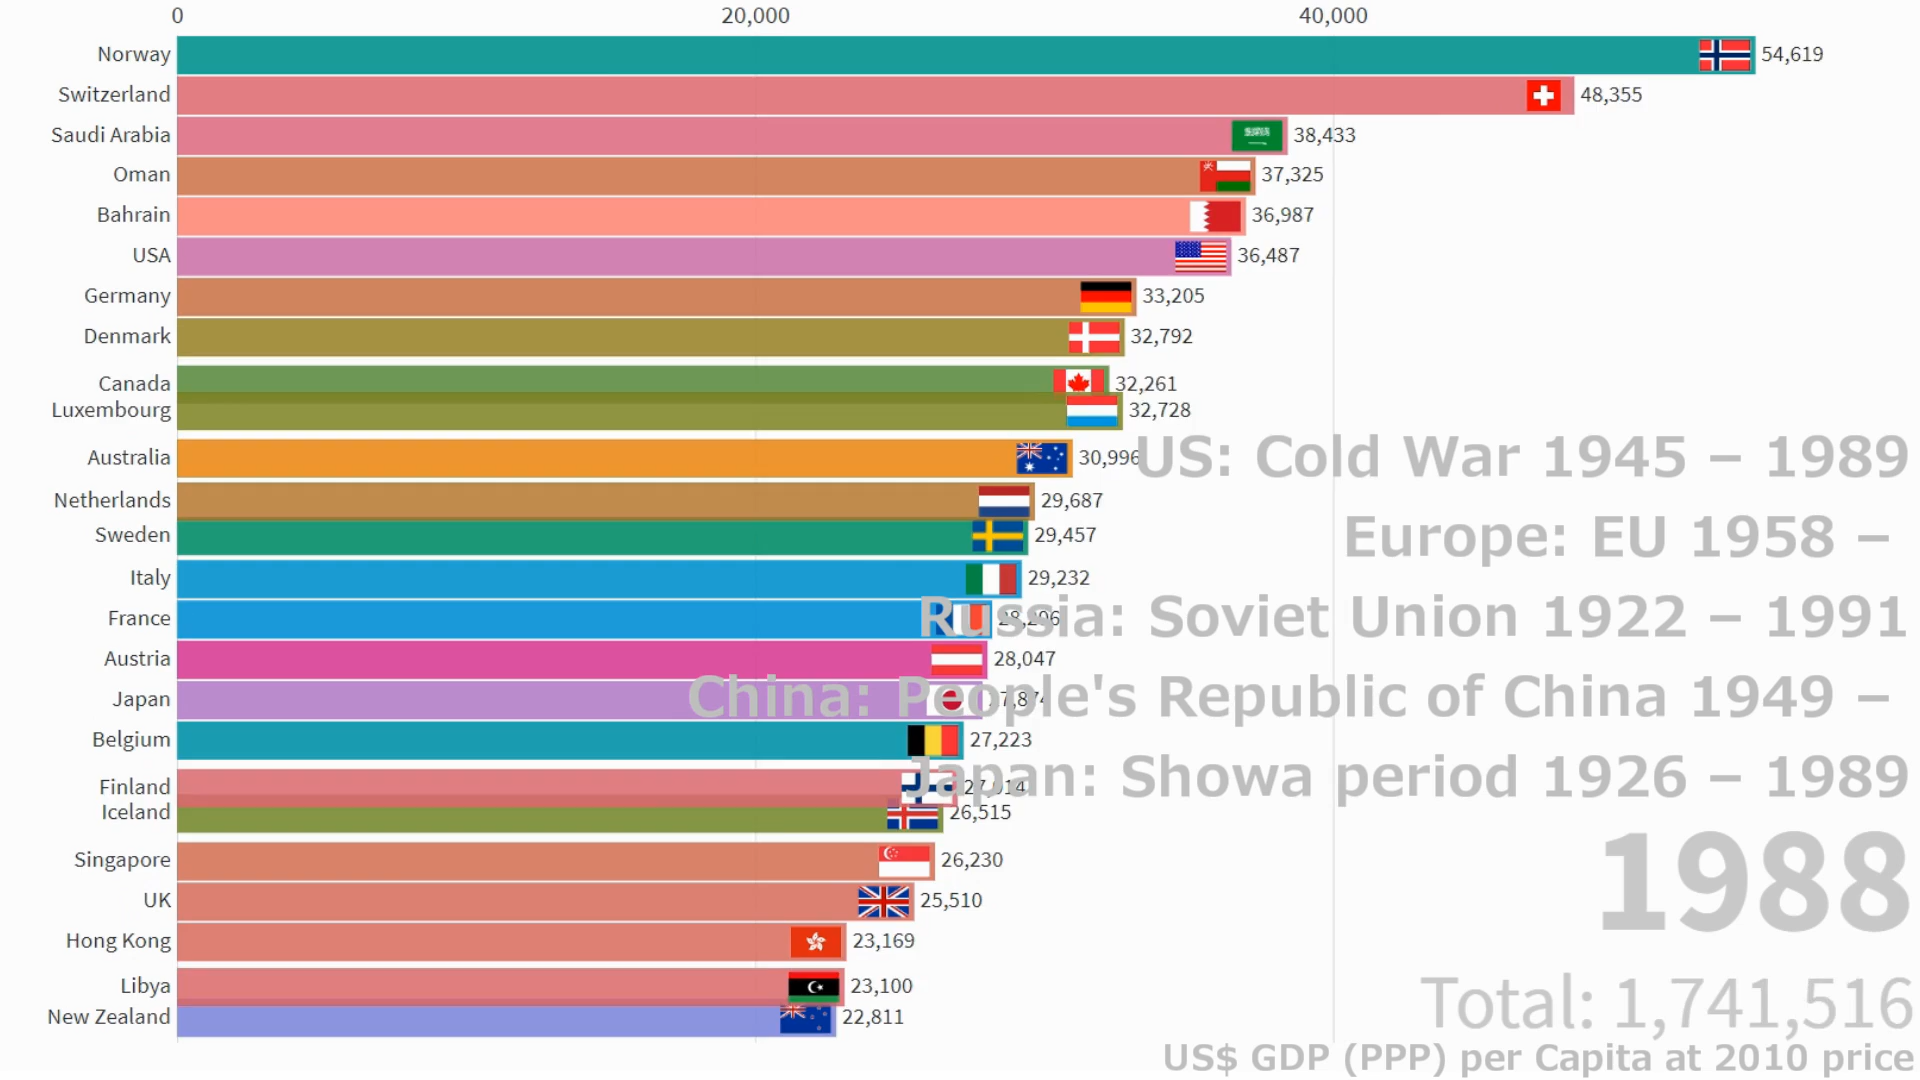 0 20,000 40,000
Norway 54,619
Switzerland 48,355
Saudi Arabia 38,433
Oman 37,325
Bahrain 36,987
USA 36,487
Germany 33,205
Denmark 32,792
Canada 32,261
Luxembourg 32,728
Australia 30,996
US: Cold War 1945 – 1989
Netherlands 29,687
Sweden 29,457
Europe: EU 1958 –
Italy 29,232
France
Russia: Soviet Union 1922 – 1991
Austria 28,047
Japan
China: People's Republic of China 1949 –
Belgium 27,223
Finland
Japan: Showa period 1926 – 1989
Iceland 26,515
Singapore 26,230
UK 25,510
1988
Hong Kong 23,169
Libya 23,100
New Zealand 22,811
Total: 1,741,516
US$ GDP (PPP) per Capita at 2010 price